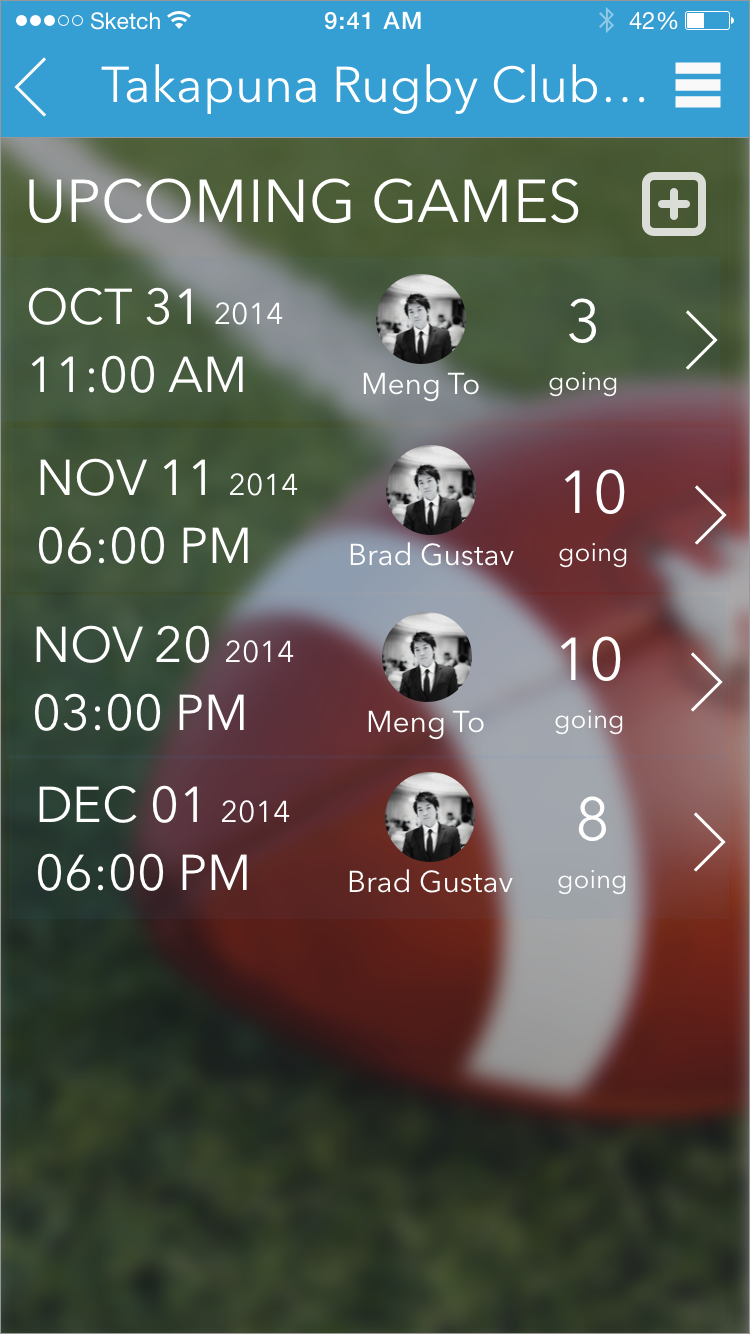 Sketch 9:41 AM 42%
Takapuna Rugby Club...
UPCOMING GAMES
OCT 31 2014
11:00 AM
Meng To
3
going
NOV 11 2014
06:00 PM
Brad Gustav
10
going
NOV 20 2014
03:00 PM
Meng To
10
going
DEC 01 2014
06:00 PM
Brad Gustav
8
going